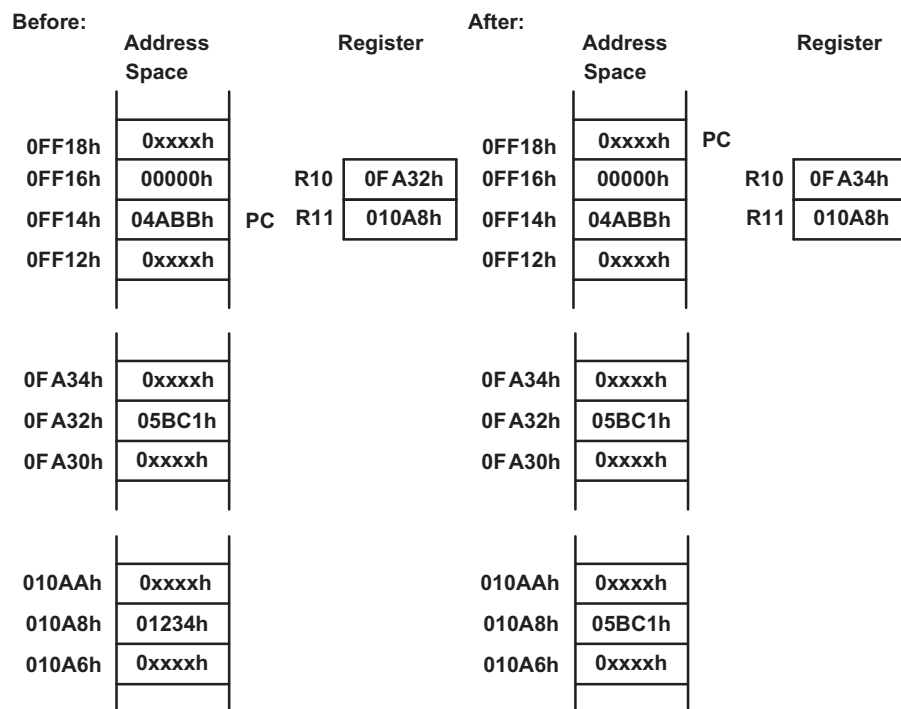 Before: After:
Address Register Address Register
Space Space
0FF18h 0xxxxh 0FF18h 0xxxxh PC
0FF16h 00000h R10 0FA32h 0FF16h 00000h R10 0FA34h
0FF14h 04ABBh PC R11 010A8h 0FF14h 04ABBh R11 010A8h
0FF12h 0xxxxh 0FF12h 0xxxxh
0FA34h 0xxxxh 0FA34h 0xxxxh
0FA32h 05BC1h 0FA32h 05BC1h
0FA30h 0xxxxh 0FA30h 0xxxxh
010AAh 0xxxxh 010AAh 0xxxxh
010A8h 01234h 010A8h 05BC1h
010A6h 0xxxxh 010A6h 0xxxxh